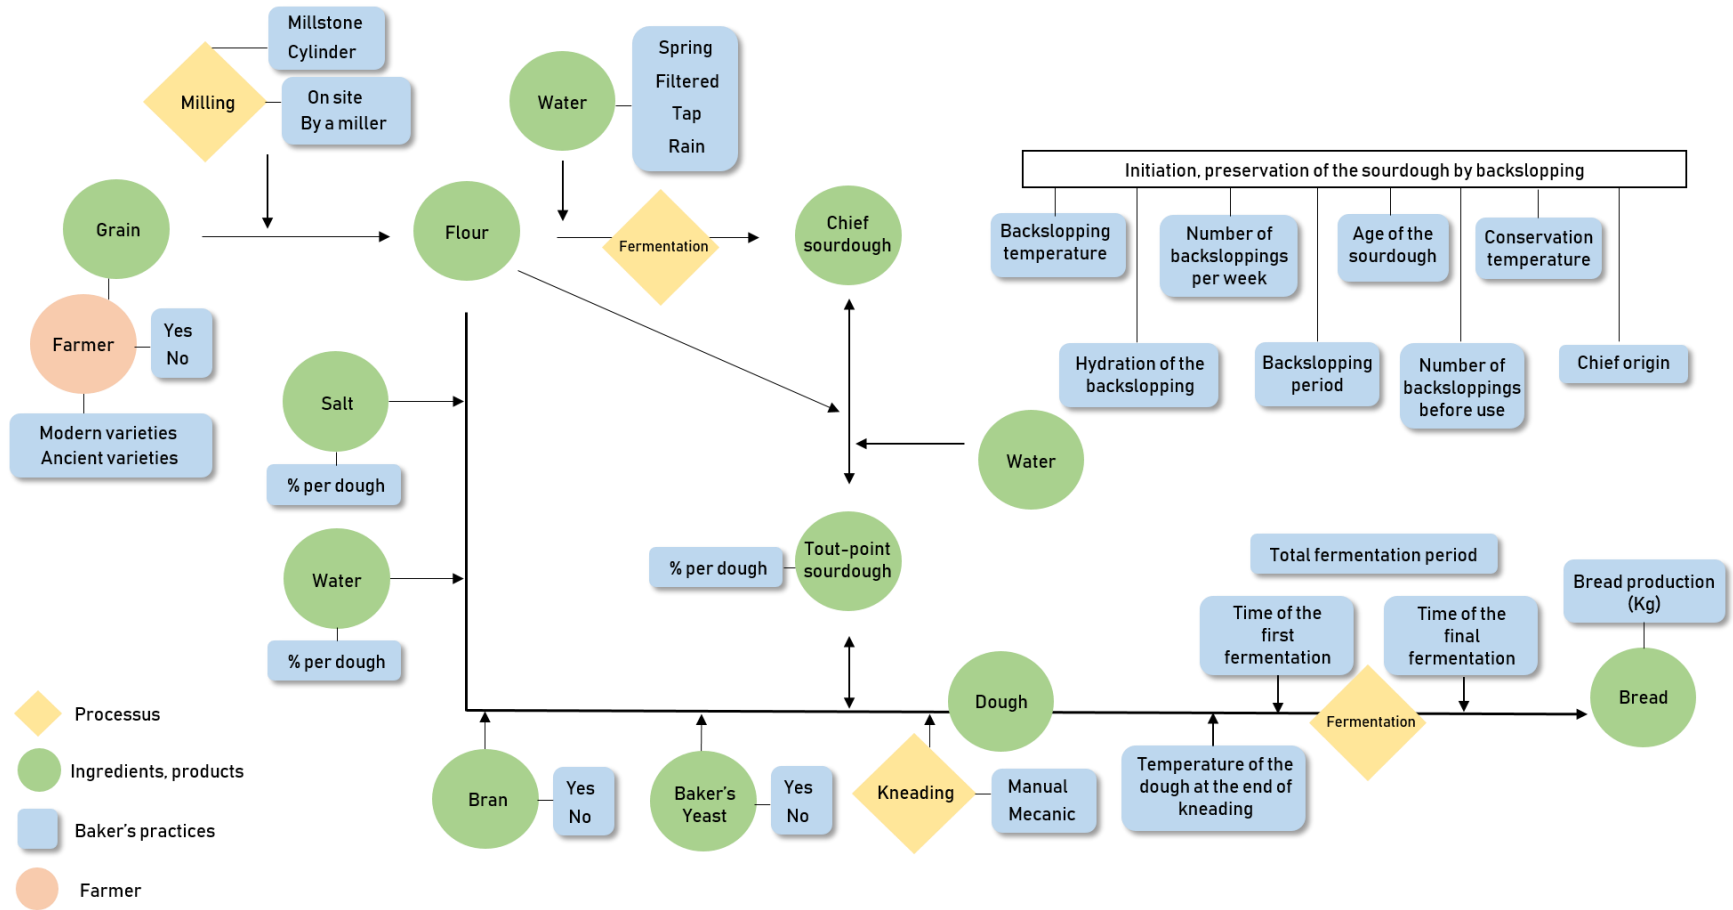 Millstone
Cylinder
Milling
On site
By a miller
Water
Spring
Filtered
Tap
Rain
Grain
Flour
Fermentation
Chief
sourdough
Farmer
Yes
No
Modern varieties
Ancient varieties
Initiation, preservation of the sourdough by backslopping
Backslopping
temperature
Number of
backsloppings
per week
Age of the
sourdough
Conservation
temperature
Hydration of the
backslopping
Backslopping
period
Number of
backsloppings
before use
Chief origin
Salt
% per dough
Water
% per dough
Water
Tout-point
sourdough
% per dough
Total fermentation period
Time of the
first
fermentation
Time of the
final
fermentation
Bread production
(Kg)
Dough
Fermentation
Bread
Bran
Yes
No
Baker's
Yeast
Yes
No
Kneading
Manual
Mecanic
Temperature of the
dough at the end of
kneading
Processus
Ingredients, products
Baker's practices
Farmer